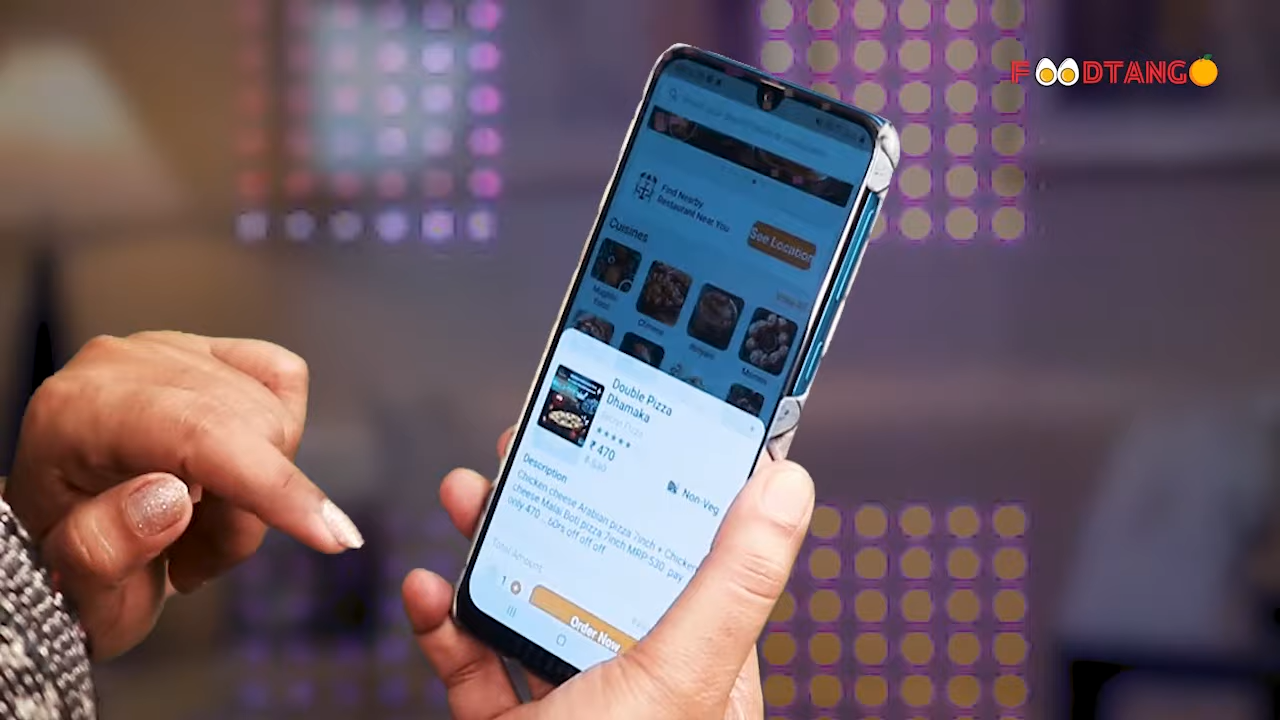 FOODTANGO
Find Nearby
Restaurant Near You
See Location
Cuisines
Chinese
Biryani
Momos
Double Pizza
Dhamaka
₹ 470
Description
Non-Veg
Chicken cheese Arabian pizza 7inch + Chicken
cheese Malai Boti pizza 7inch MRP 530 pay
only 470 ... 60rs off off off
Total Amount
1
Order Now